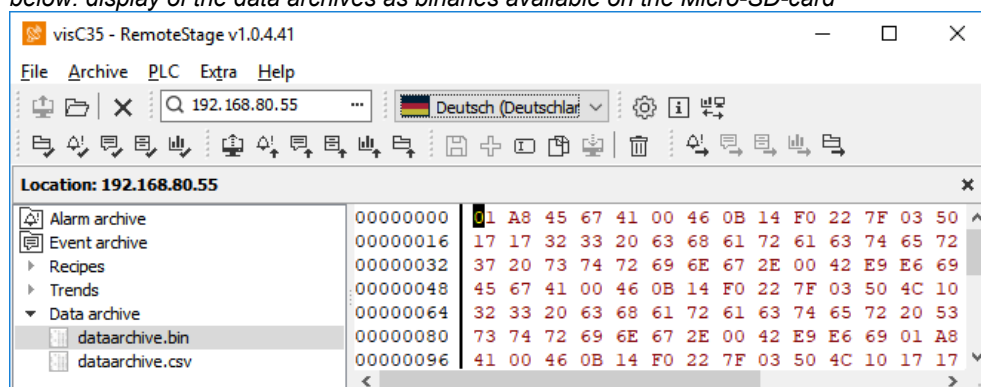 below: display of the data archives as binaries available on the Micro-SD-card
visC35 - RemoteStage v1.0.4.41
File Archive PLC Extra Help
192.168.80.55 ... Deutsch (Deutschlar
Location: 192.168.80.55
Alarm archive
Event archive
Recipes
Trends
Data archive
dataarchive.bin
dataarchive.csv
00000000 01 A8 45 67 41 00 46 0B 14 F0 22 7F 03 50
00000016 17 17 32 33 20 63 68 61 72 61 63 74 65 72
00000032 37 20 73 74 72 69 6E 67 2E 00 42 E9 E6 69
00000048 45 67 41 00 46 0B 14 F0 22 7F 03 50 4C 10
00000064 32 33 20 63 68 61 72 61 63 74 65 72 20 53
00000080 73 74 72 69 6E 67 2E 00 42 E9 E6 69 01 A8
00000096 41 00 46 0B 14 F0 22 7F 03 50 4C 10 17 17